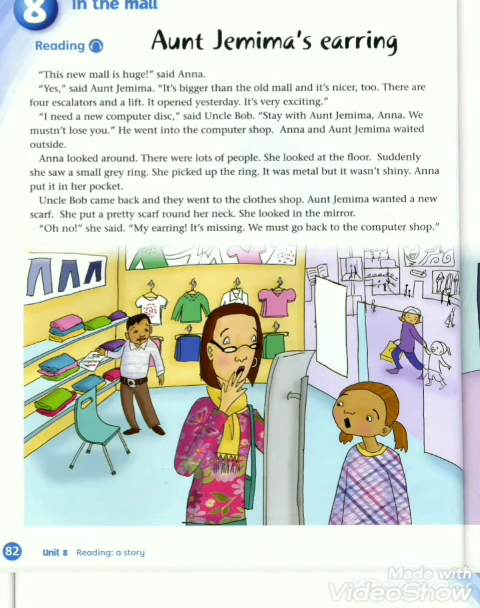 8 In the mall
Reading
Aunt Jemima's earring
"This new mall is huge!" said Anna.
"Yes," said Aunt Jemima. "It's bigger than the old mall and it's nicer, too. There are
four escalators and a lift. It opened yesterday. It's very exciting."
"I need a new computer disc," said Uncle Bob. "Stay with Aunt Jemima, Anna. We
mustn't lose you." He went into the computer shop. Anna and Aunt Jemima waited
outside.
Anna looked around. There were lots of people. She looked at the floor. Suddenly
she saw a small grey ring. She picked up the ring. It was metal but it wasn't shiny. Anna
put it in her pocket.
Uncle Bob came back and they went to the clothes shop. Aunt Jemima wanted a new
scarf. She put a pretty scarf round her neck. She looked in the mirror.
"Oh no!" she said. "My earring! It's missing. We must go back to the computer shop."
82 Unit 8 Reading: a story
Made with
VideoShow